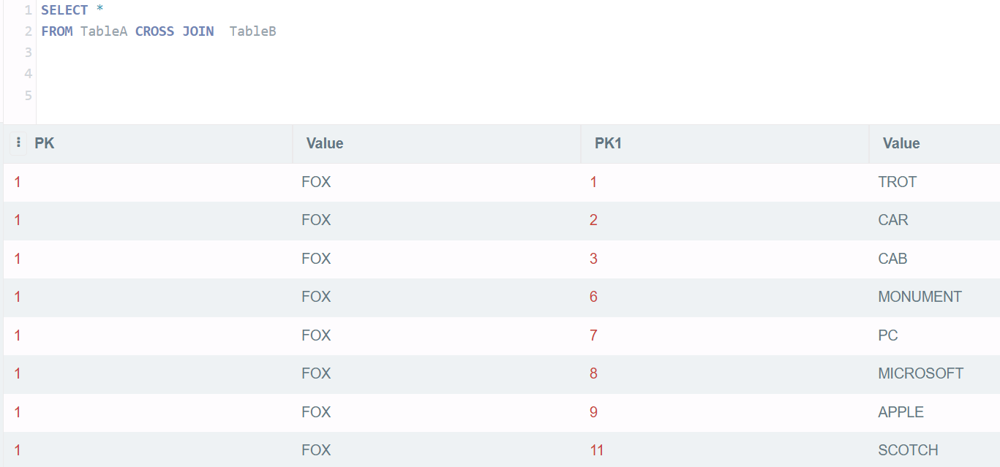 1 SELECT *
2 FROM TableA CROSS JOIN  TableB
3
4
5
PK Value PK1 Value
1 FOX 1 TROT
1 FOX 2 CAR
1 FOX 3 CAB
1 FOX 6 MONUMENT
1 FOX 7 PC
1 FOX 8 MICROSOFT
1 FOX 9 APPLE
1 FOX 11 SCOTCH